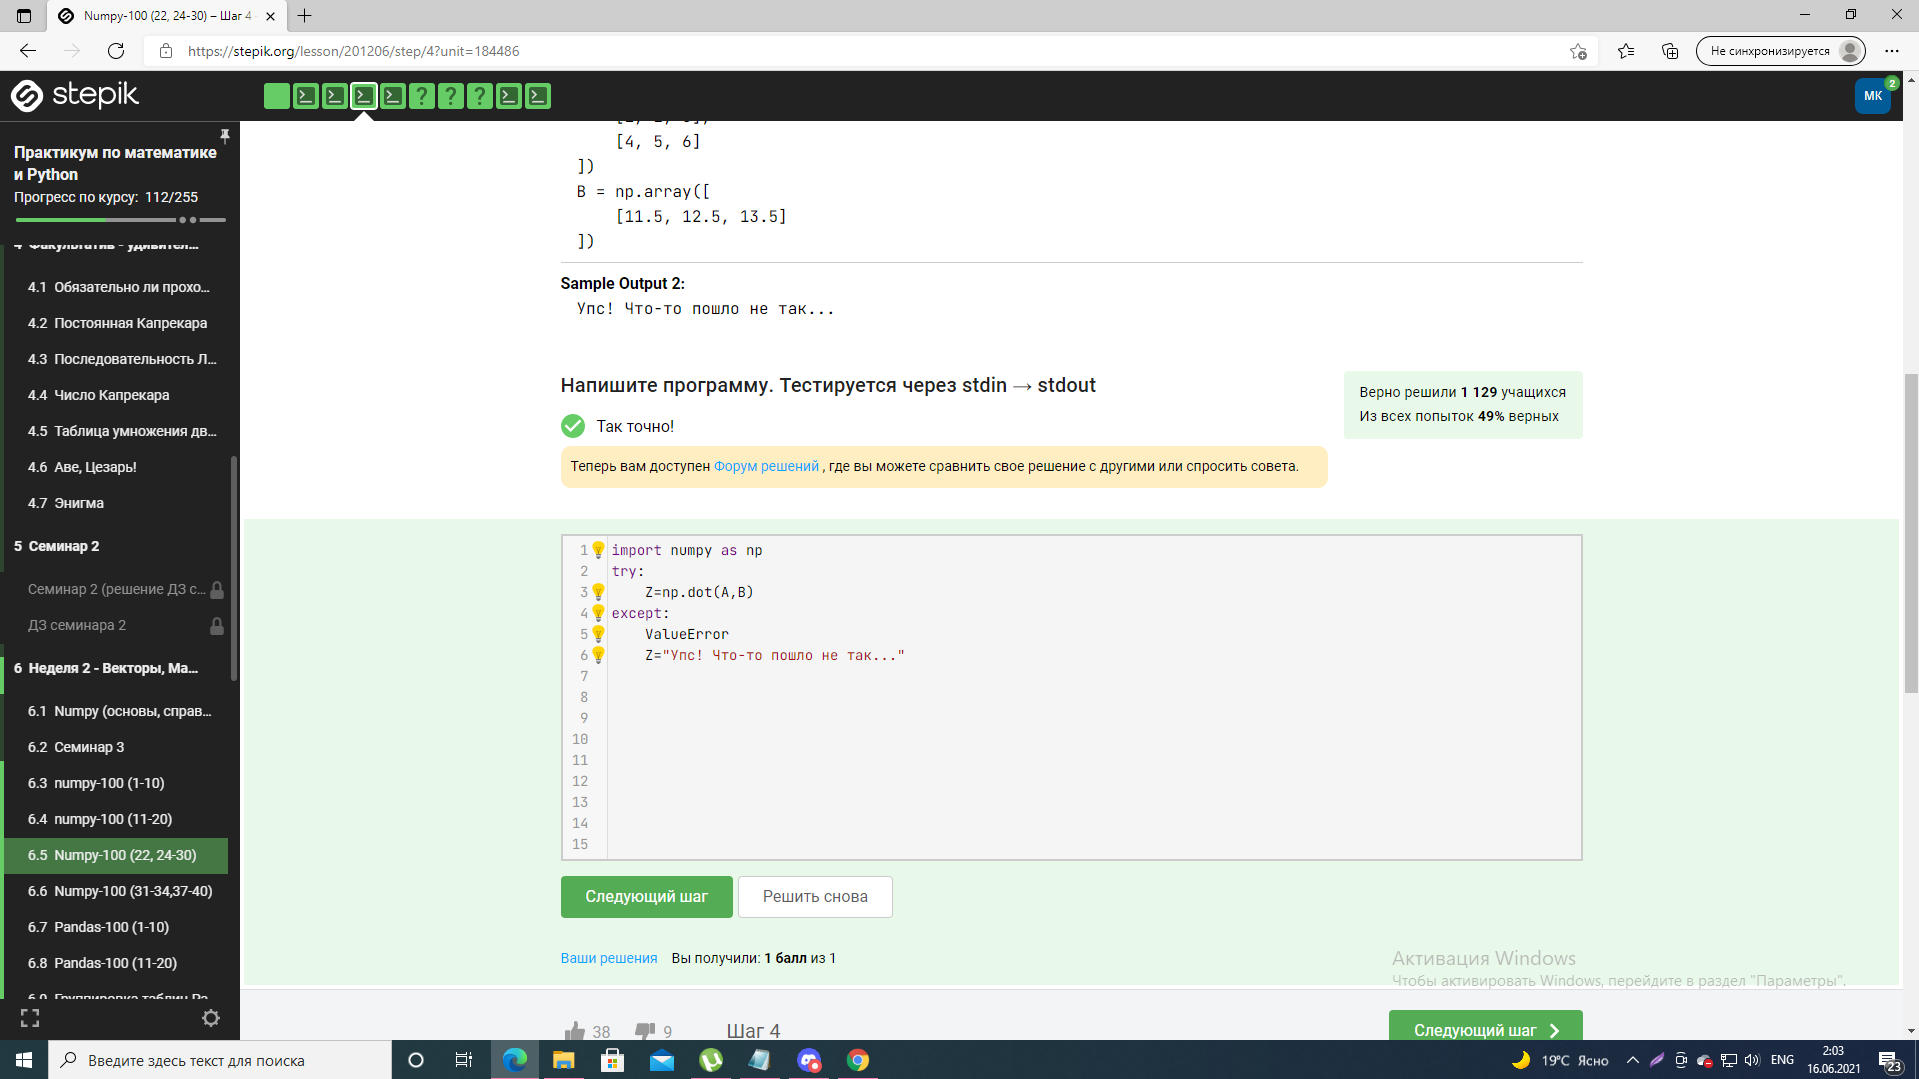 Numpy-100 (22, 24-30) – Шаг 4
https://stepik.org/lesson/201206/step/4?unit=184486
Не синхронизируется
stepik
МК
2
Практикум по математике
и Python
Прогресс по курсу: 112/255
4.1 Обязательно ли прохо...
4.2 Постоянная Капрекара
4.3 Последовательность Л...
4.4 Число Капрекара
4.5 Таблица умножения дв...
4.6 Аве, Цезарь!
4.7 Энигма
5 Семинар 2
Семинар 2 (решение ДЗ с...
ДЗ семинара 2
6 Неделя 2 - Векторы, Ма...
6.1 Numpy (основы, справ...
6.2 Семинар 3
6.3 numpy-100 (1-10)
6.4 numpy-100 (11-20)
6.5 Numpy-100 (22, 24-30)
6.6 Numpy-100 (31-34,37-40)
6.7 Pandas-100 (1-10)
6.8 Pandas-100 (11-20)
[4, 5, 6]
])
B = np.array([
[11.5, 12.5, 13.5]
])
Sample Output 2:
Упс! Что-то пошло не так...
Напишите программу. Тестируется через stdin → stdout
Верно решили 1 129 учащихся
Из всех попыток 49% верных
Так точно!
Теперь вам доступен Форум решений , где вы можете сравнить свое решение с другими или спросить совета.
1 import numpy as np
2 try:
3 Z=np.dot(A,B)
4 except:
5 ValueError
6 Z="Упс! Что-то пошло не так..."
7
8
9
10
11
12
13
14
15
Следующий шаг
Решить снова
Ваши решения Вы получили: 1 балл из 1
Активация Windows
Чтобы активировать Windows, перейдите в раздел "Параметры".
38
9
Шаг 4
Следующий шаг
Введите здесь текст для поиска
19°C Ясно
ENG
2:03
16.06.2021
23